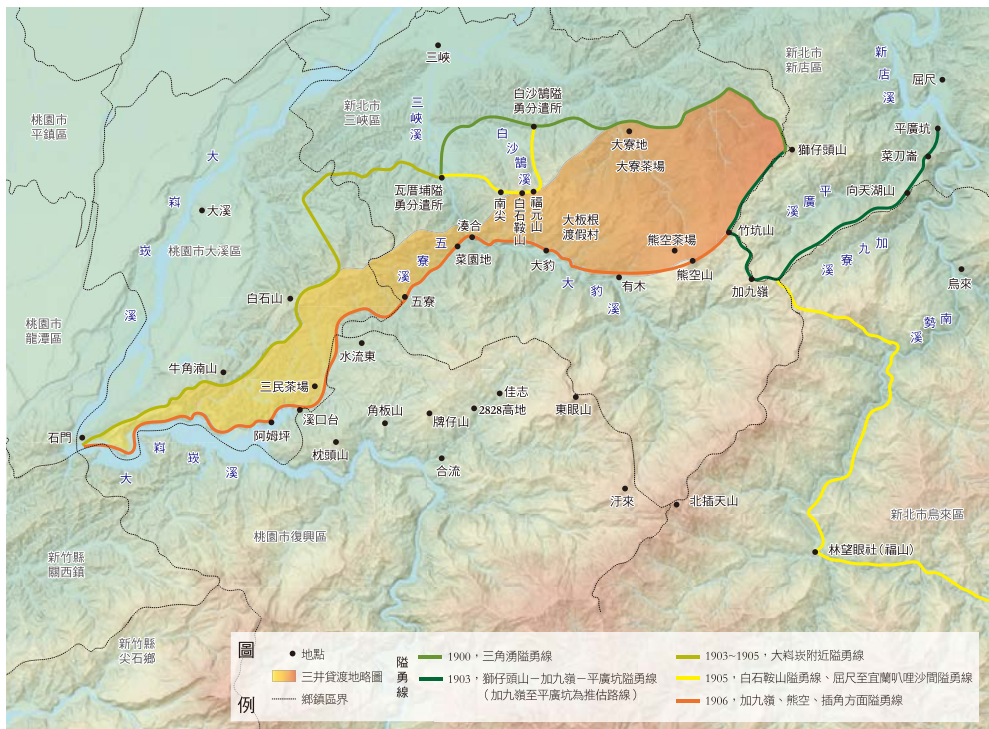 三峽
新北市
新店區
新店溪
屈尺
新北市
三峽區
三峽溪
白沙鵠隘
勇分遣所
桃園市
平鎮區
平廣坑
白沙鵠溪
大寮地
大寮茶場
獅仔頭山
菜刀崙
大嵙崁溪
瓦厝埔隘
勇分遣所
南尖
白石鞍山
福元山
向天湖山
平廣溪
大溪
大板根
渡假村
湊合
竹坑山
桃園市大溪區
五寮溪
菜園地
大豹
熊空茶場
熊空山
加九寮溪
烏來
大豹溪
有木
加九嶺
白石山
五寮
南勢溪
桃園市
龍潭區
水流東
牛角湳山
三民茶場
佳志
2828高地
東眼山
角板山
牌仔山
溪口台
石門
阿姆坪
枕頭山
合流
大嵙崁溪
汙來
北插天山
新北市烏來區
桃園市復興區
林望眼社(福山)
新竹縣
關西鎮
新竹縣
尖石鄉
圖例
地點
三井貸渡地略圖
鄉鎮區界
隘勇線
1900，三角湧隘勇線
1903，獅仔頭山－加九嶺－平廣坑隘勇線
（加九嶺至平廣坑為推估路線）
1903~1905，大嵙崁附近隘勇線
1905，白石鞍山隘勇線、屈尺至宜蘭叭哩沙間隘勇線
1906，加九嶺、熊空、插角方面隘勇線